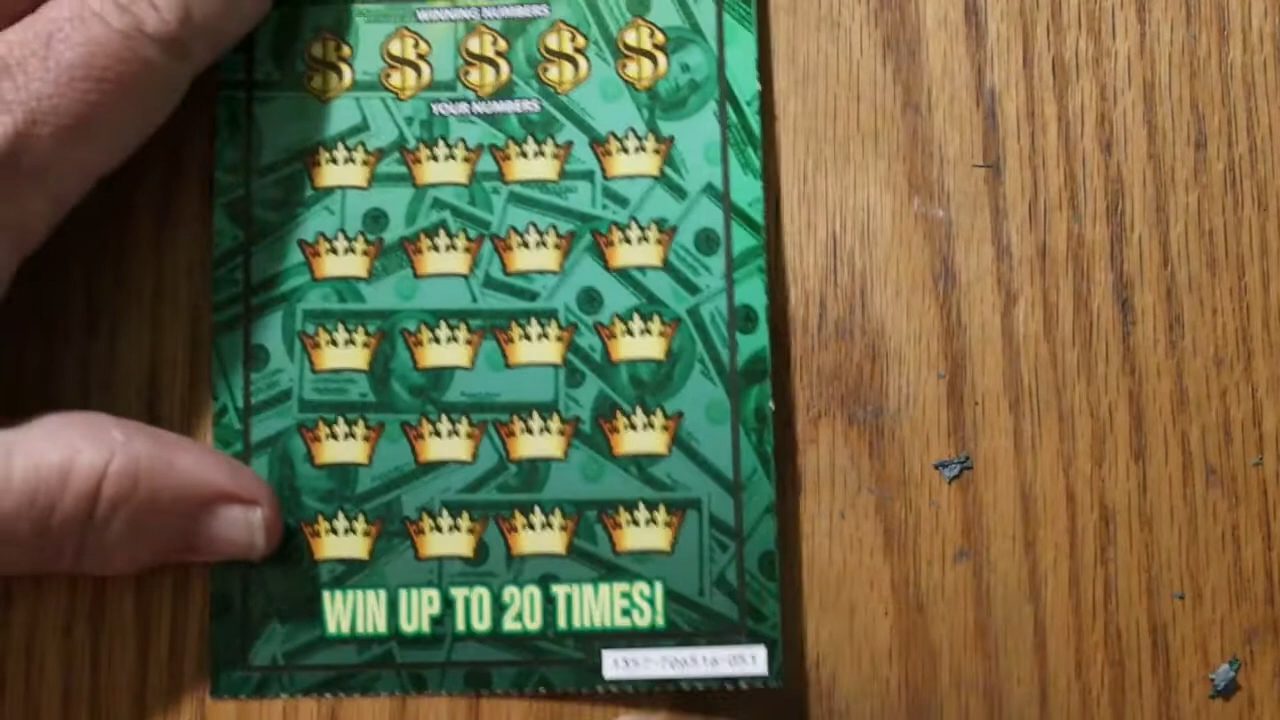 WINNING NUMBERS
$ $ $ $ $
YOUR NUMBERS
WIN UP TO 20 TIMES!